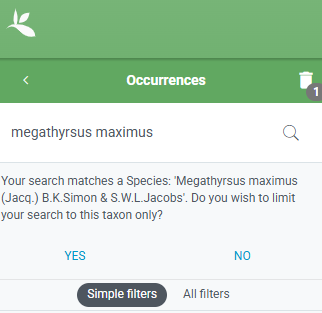 Occurrences
1
megathyrsus maximus
Your search matches a Species: 'Megathyrsus maximus
(Jacq.) B.K.Simon & S.W.L.Jacobs'. Do you wish to limit
your search to this taxon only?
YES NO
Simple filters All filters